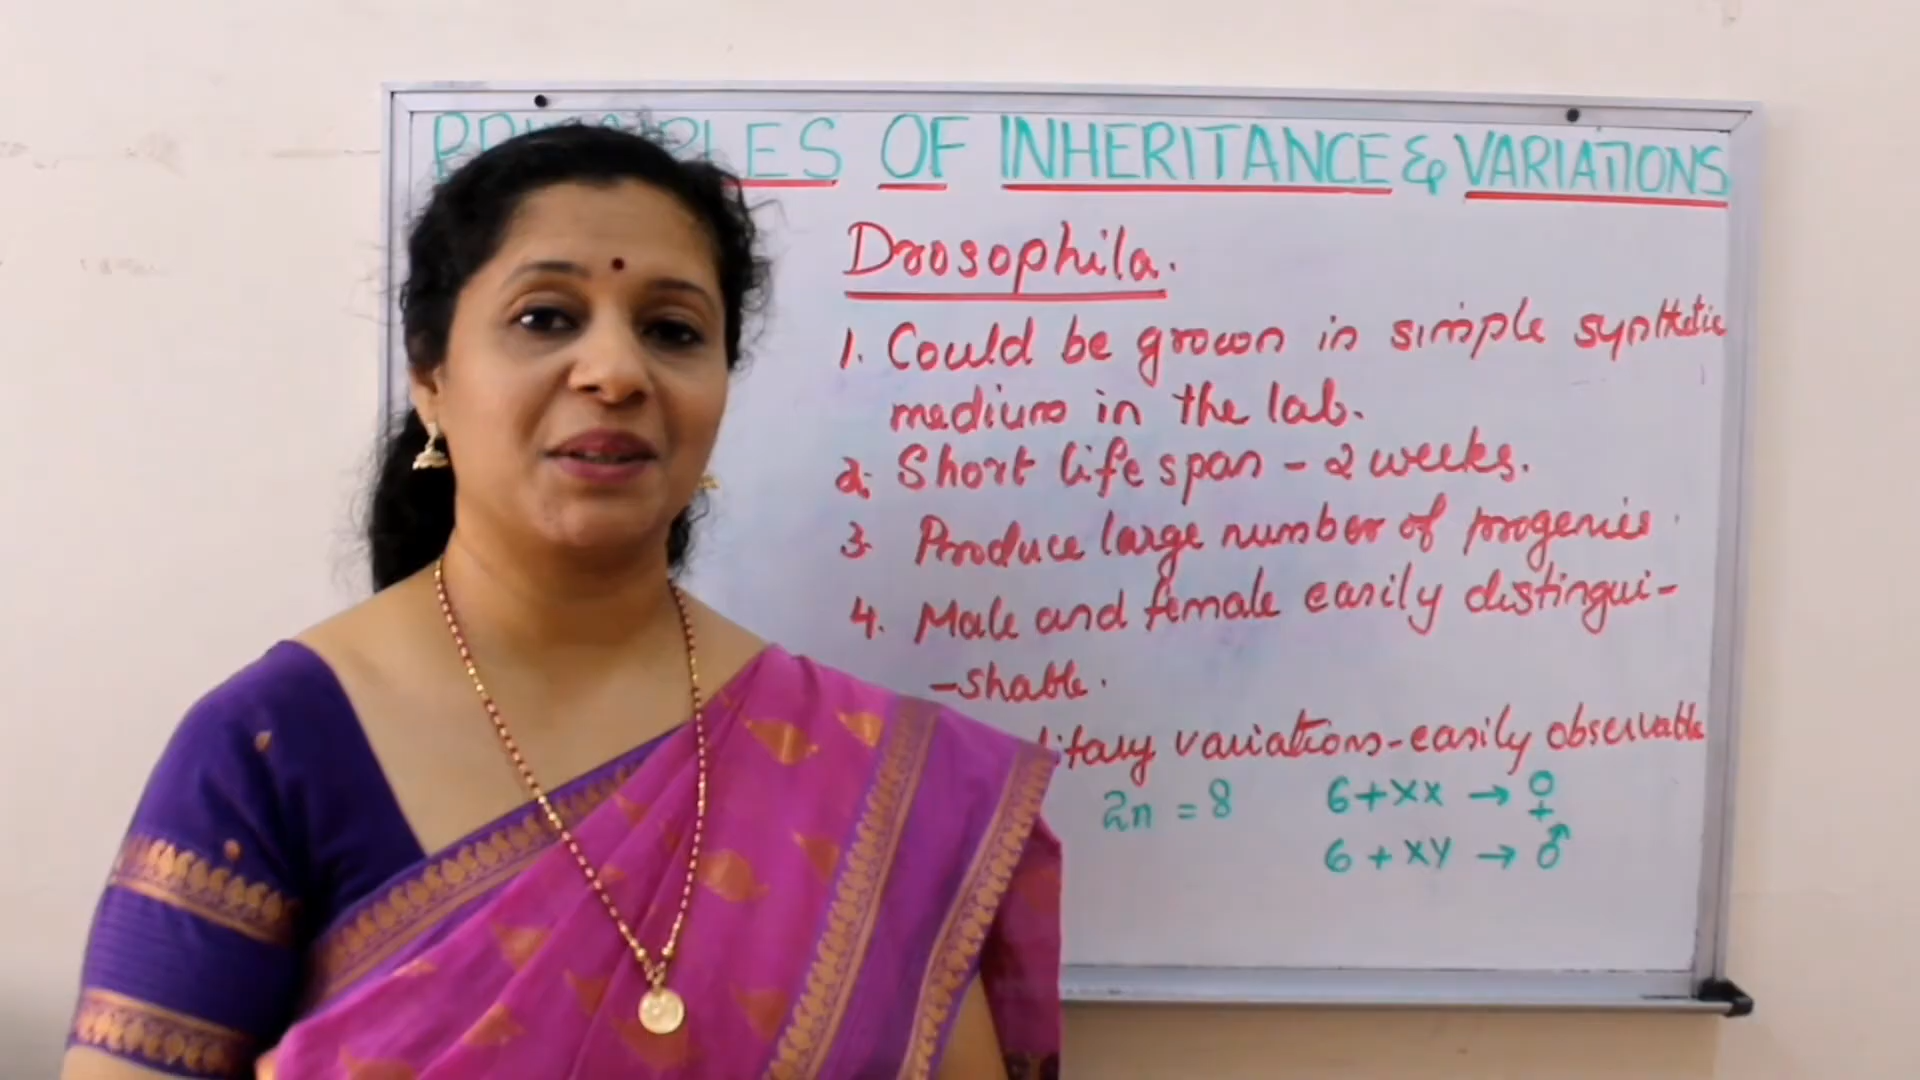 PRINCIPLES OF INHERITANCE & VARIATIONS
Drosophila.
1. Could be grown in simple synthetic
medium in the lab.
2. Short life span - 2 weeks.
3. Produce large number of progenies.
4. Male and female easily distingui-
-shable.
variations - easily observable
2n = 8 6+XX → ♀
6 + XY → ♂